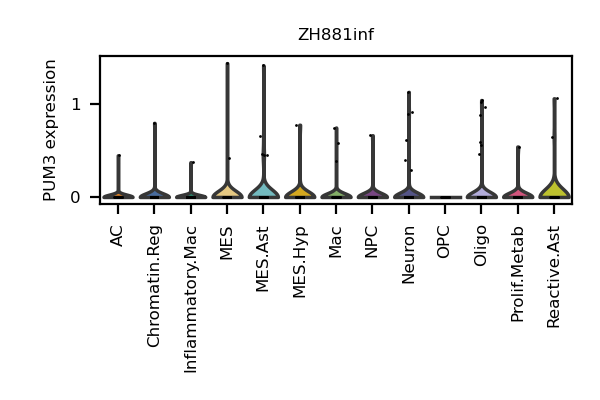 ZH881inf
PUM3 expression
1
0
AC
Chromatin.Reg
Inflammatory.Mac
MES
MES.Ast
MES.Hyp
Mac
NPC
Neuron
OPC
Oligo
Prolif.Metab
Reactive.Ast